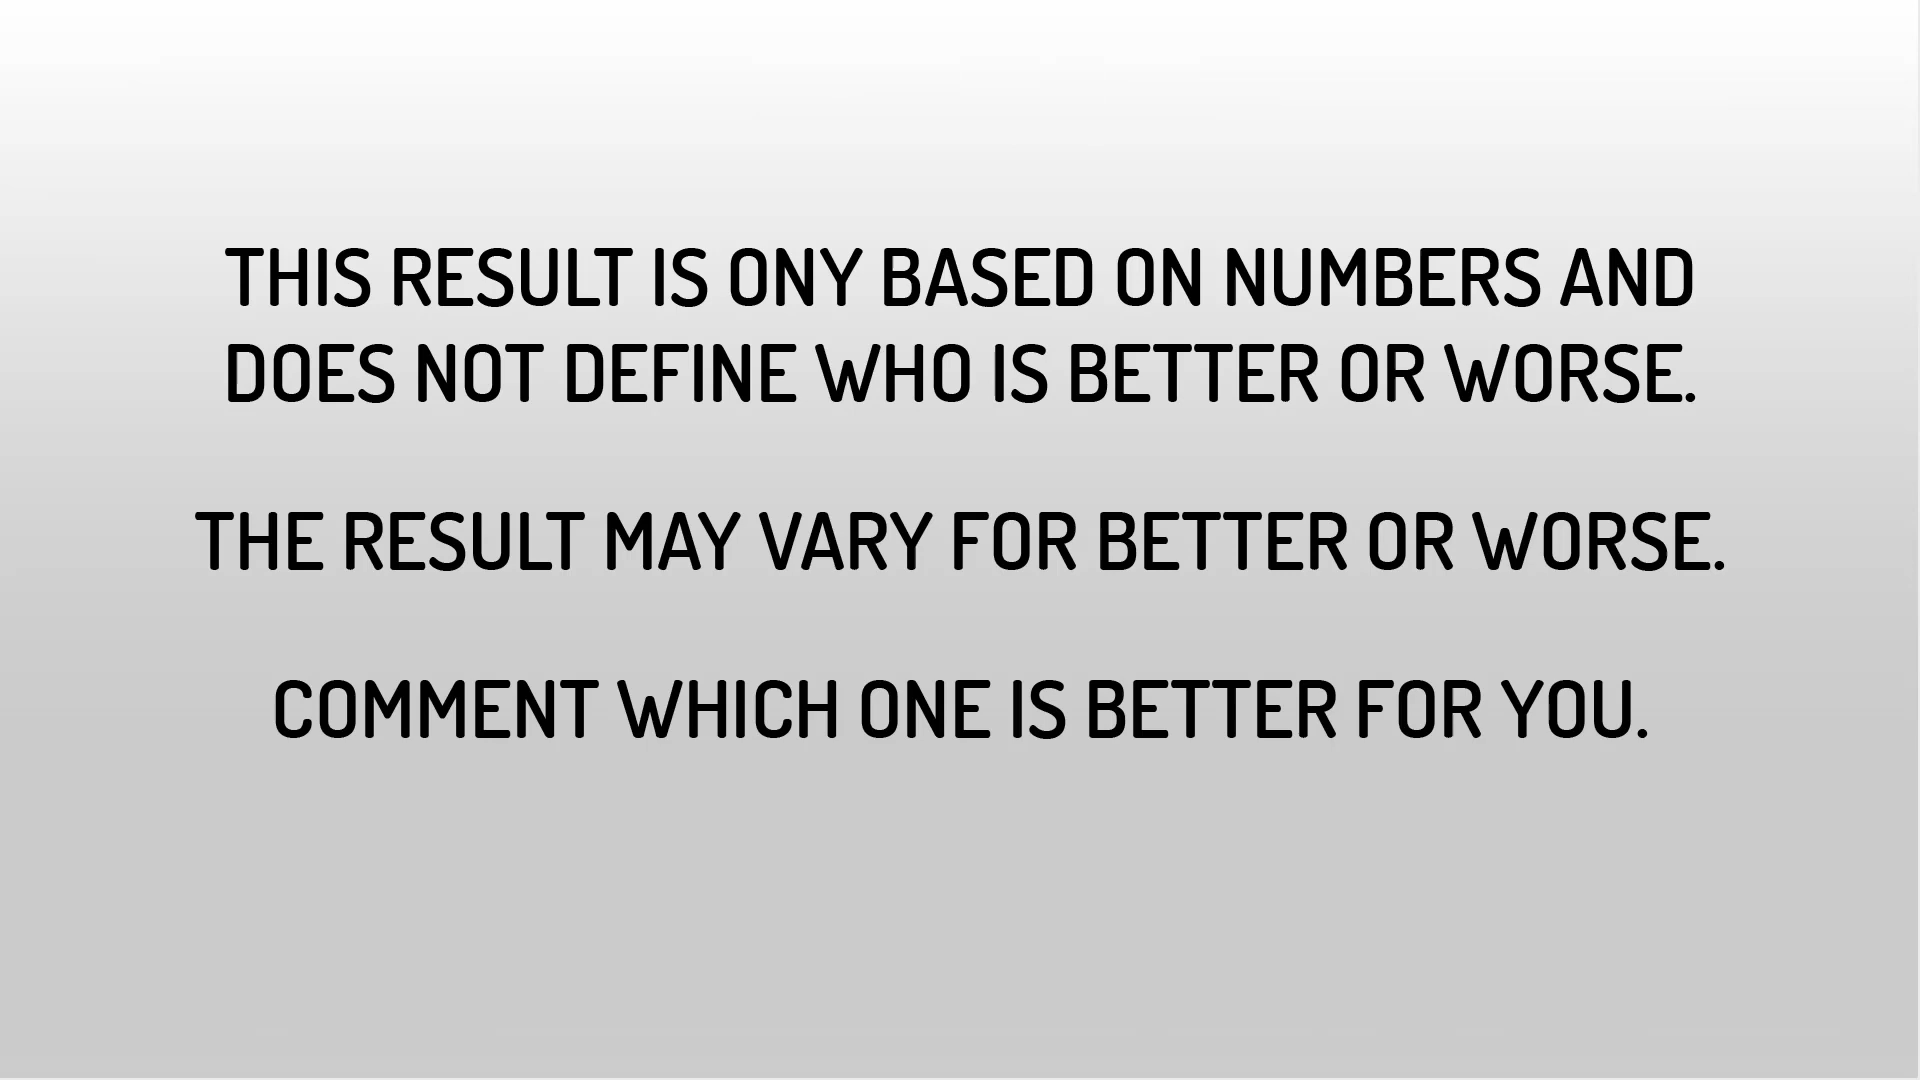 THIS RESULT IS ONY BASED ON NUMBERS AND
DOES NOT DEFINE WHO IS BETTER OR WORSE.
THE RESULT MAY VARY FOR BETTER OR WORSE.
COMMENT WHICH ONE IS BETTER FOR YOU.